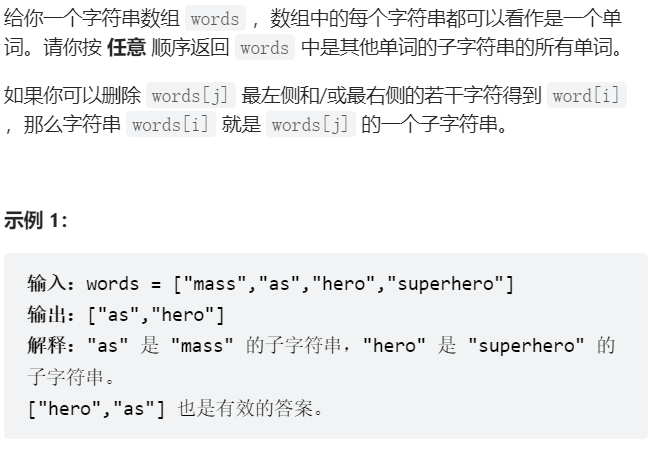 给你一个字符串数组 words ，数组中的每个字符串都可以看作是一个单
词。请你按 任意 顺序返回 words 中是其他单词的子字符串的所有单词。
如果你可以删除 words[j] 最左侧和/或最右侧的若干字符得到 word[i]
，那么字符串 words[i] 就是 words[j] 的一个子字符串。
示例 1：
输入：words = ["mass","as","hero","superhero"]
输出：["as","hero"]
解释："as" 是 "mass" 的子字符串，"hero" 是 "superhero" 的
子字符串。
["hero","as"] 也是有效的答案。